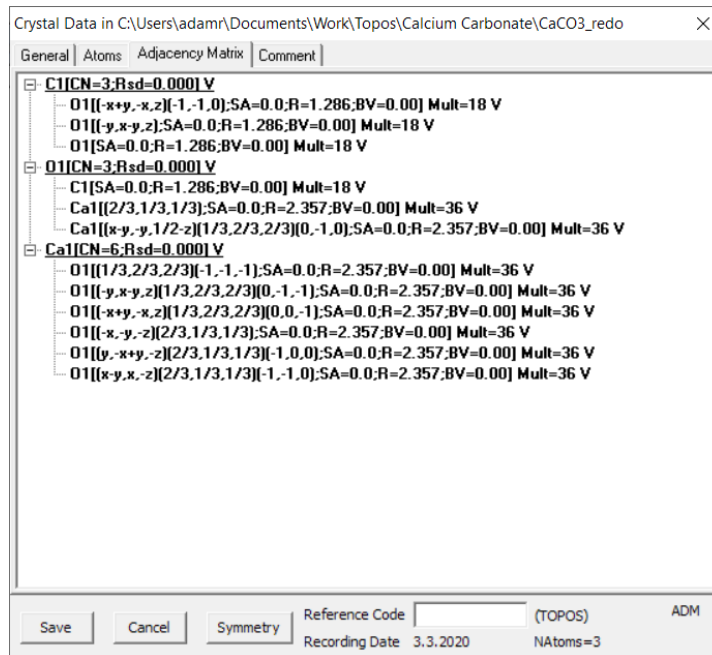 Crystal Data in C:\Users\adamr\Documents\Work\Topos\Calcium Carbonate\CaCO3_redo
General Atoms Adjacency Matrix Comment
C1[CN=3;Rsd=0.000] V
O1[(-x+y,-x,z)(-1,-1,0);SA=0.0;R=1.286;BV=0.00] Mult=18 V
O1[(-y,x-y,z);SA=0.0;R=1.286;BV=0.00] Mult=18 V
O1[SA=0.0;R=1.286;BV=0.00] Mult=18 V
O1[CN=3;Rsd=0.000] V
C1[SA=0.0;R=1.286;BV=0.00] Mult=18 V
Ca1[(2/3,1/3,1/3);SA=0.0;R=2.357;BV=0.00] Mult=36 V
Ca1[(x-y,-y,1/2-z)(1/3,2/3,2/3)(0,-1,0);SA=0.0;R=2.357;BV=0.00] Mult=36 V
Ca1[CN=6;Rsd=0.000] V
O1[(1/3,2/3,2/3)(-1,-1,-1);SA=0.0;R=2.357;BV=0.00] Mult=36 V
O1[(-y,x-y,z)(1/3,2/3,2/3)(0,-1,-1);SA=0.0;R=2.357;BV=0.00] Mult=36 V
O1[(-x+y,-x,z)(1/3,2/3,2/3)(0,0,-1);SA=0.0;R=2.357;BV=0.00] Mult=36 V
O1[(-x,-y,-z)(2/3,1/3,1/3);SA=0.0;R=2.357;BV=0.00] Mult=36 V
O1[(y,-x+y,-z)(2/3,1/3,1/3)(-1,0,0);SA=0.0;R=2.357;BV=0.00] Mult=36 V
O1[(x-y,x,-z)(2/3,1/3,1/3)(-1,-1,0);SA=0.0;R=2.357;BV=0.00] Mult=36 V
Save Cancel Symmetry Reference Code (TOPOS) ADM
Recording Date 3.3.2020 NAtoms=3